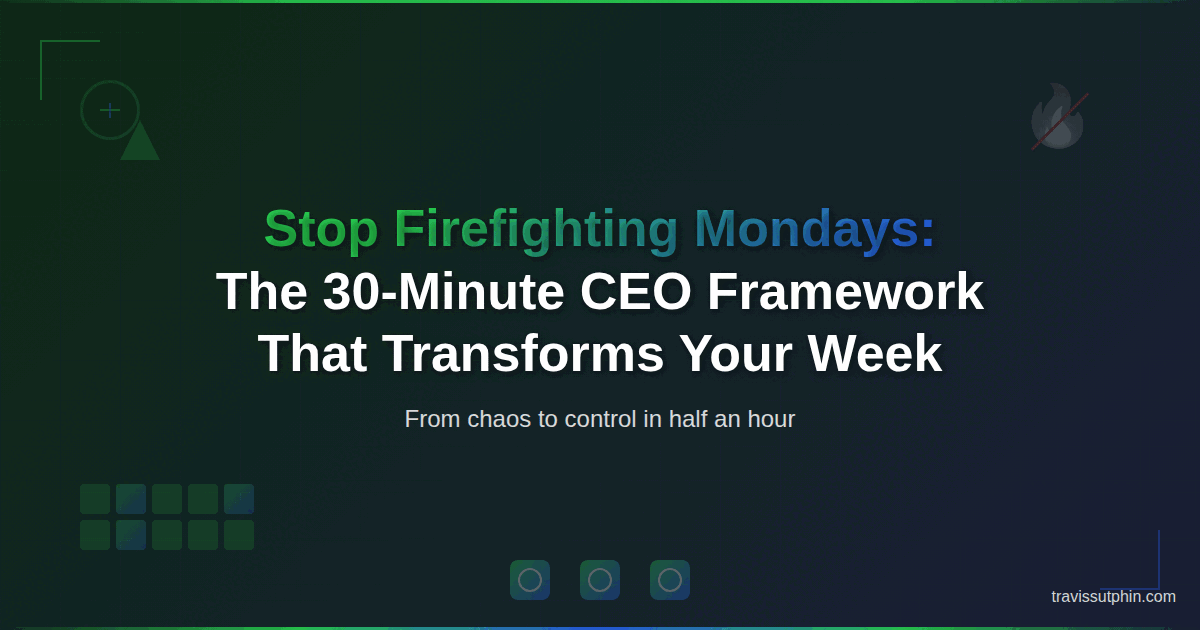 Stop Firefighting Mondays:
The 30-Minute CEO Framework
That Transforms Your Week
From chaos to control in half an hour
travissutphin.com